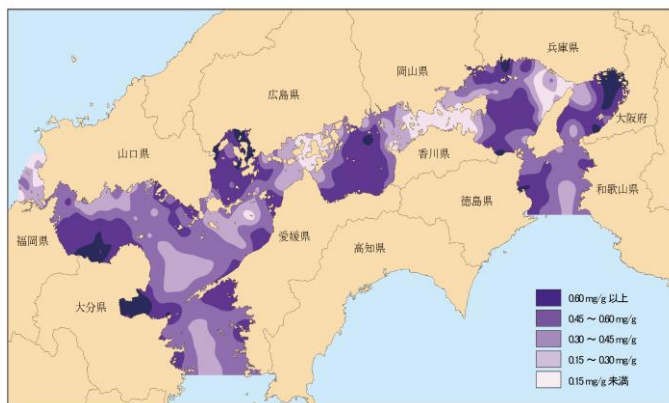 兵庫県
岡山県
広島県
大阪府
山口県
香川県
和歌山県
徳島県
愛媛県
福岡県
高知県
大分県
0.60 mg/g 以上
0.45 ～ 0.60 mg/g
0.30 ～ 0.45 mg/g
0.15 ～ 0.30 mg/g
0.15 mg/g 未満